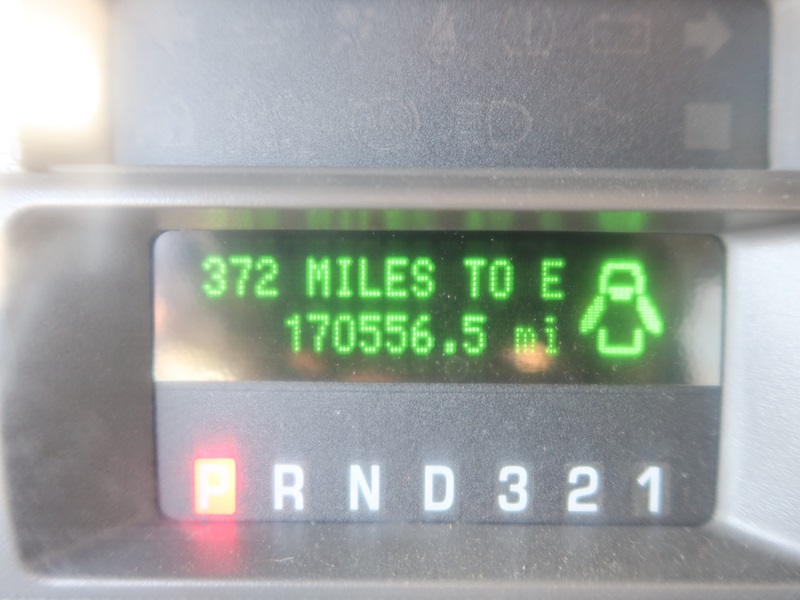 372 MILES TO E
170556.5 mi
P R N D 3 2 1